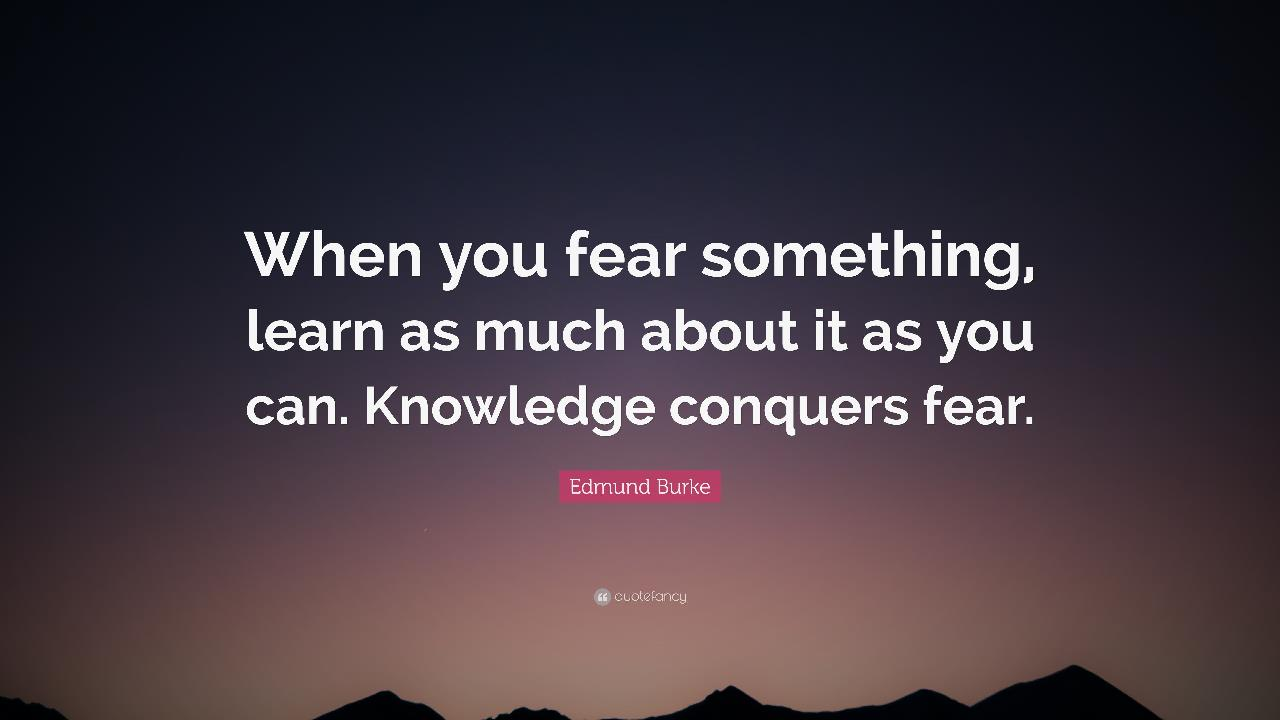 When you fear something,
learn as much about it as you
can. Knowledge conquers fear.
Edmund Burke
quotefancy